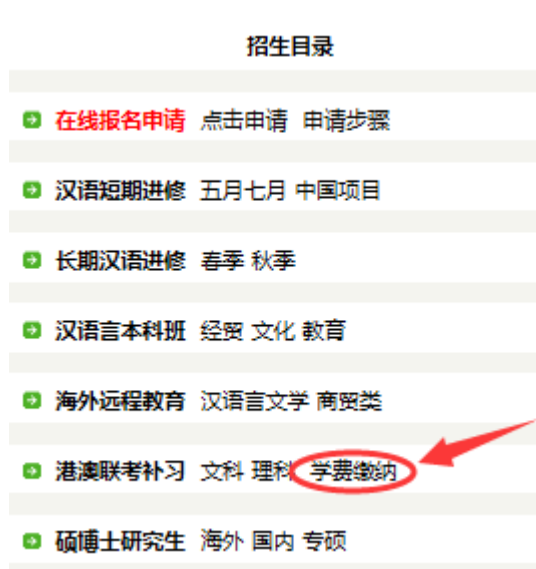 招生目录
在线报名申请 点击申请 申请步骤
汉语短期进修 五月七月 中国项目
长期汉语进修 春季 秋季
汉语言本科班 经贸 文化 教育
海外远程教育 汉语言文学 商贸类
港澳联考补习 文科 理科 学费缴纳
硕博士研究生 海外 国内 专硕